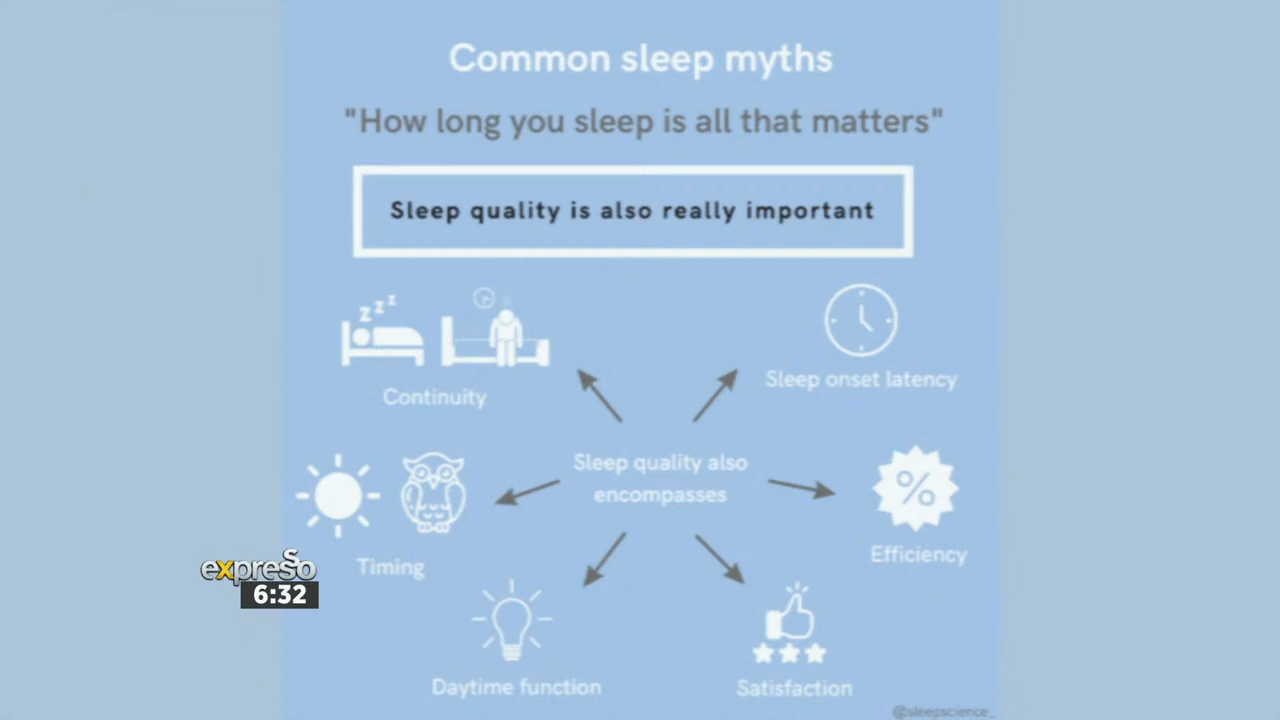 Common sleep myths
"How long you sleep is all that matters"
Sleep quality is also really important
z z z
Continuity
Sleep onset latency
Sleep quality also
encompasses
%
Efficiency
Timing
expresso
6:32
Daytime function
Satisfaction
@sleepscience_